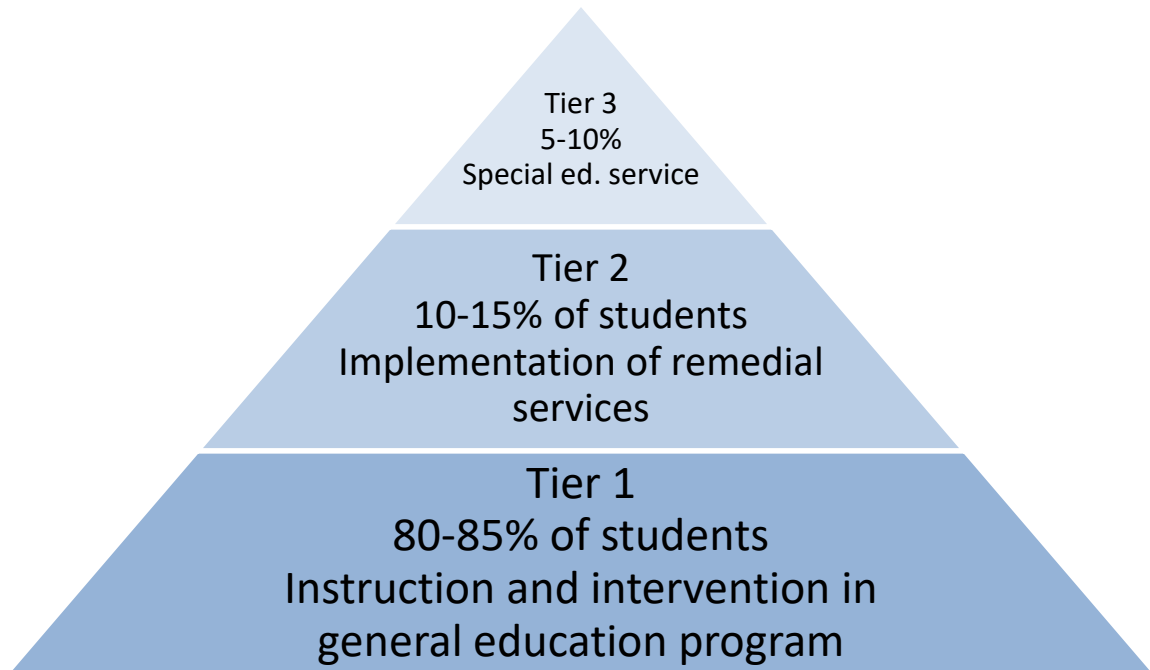 Tier 3
5-10%
Special ed. service
Tier 2
10-15% of students
Implementation of remedial
services
Tier 1
80-85% of students
Instruction and intervention in
general education program